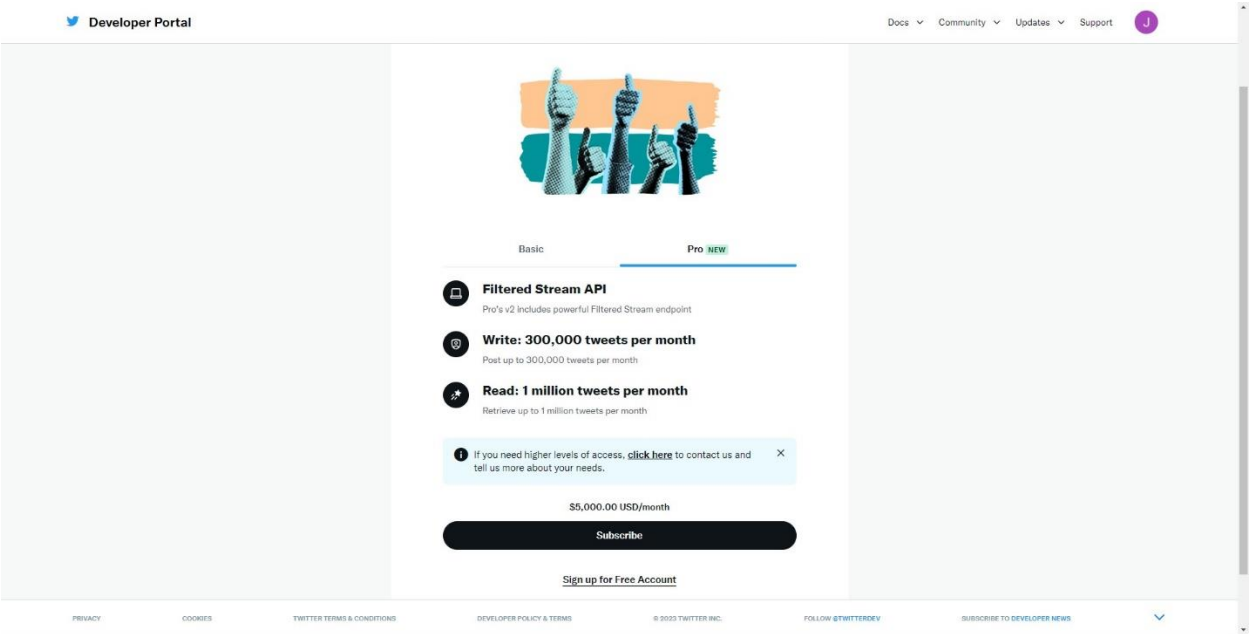 Developer Portal
Docs
Community
Updates
Support
J
Basic
Pro NEW
Filtered Stream API
Pro's v2 includes powerful Filtered Stream endpoint
Write: 300,000 tweets per month
Post up to 300,000 tweets per month
Read: 1 million tweets per month
Retrieve up to 1 million tweets per month
If you need higher levels of access, click here to contact us and
tell us more about your needs.
$5,000.00 USD/month
Subscribe
Sign up for Free Account
PRIVACY
COOKIES
TWITTER TERMS & CONDITIONS
DEVELOPER POLICY & TERMS
© 2023 TWITTER INC.
FOLLOW @TWITTERDEV
SUBSCRIBE TO DEVELOPER NEWS